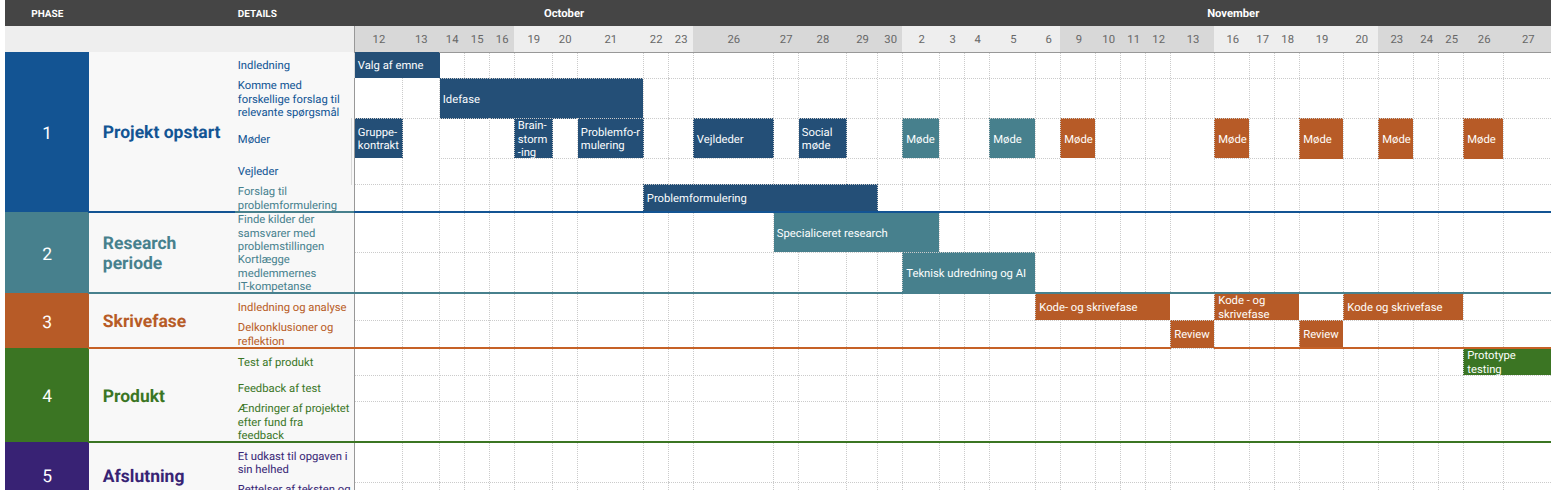 PHASE DETAILS October November
12 13 14 15 16 19 20 21 22 23 26 27 28 29 30 2 3 4 5 6 9 10 11 12 13 16 17 18 19 20 23 24 25 26 27
1
Projekt opstart
Indledning
Valg af emne
Komme med
forskellige forslag til
relevante spørgsmål
Idefase
Møder
Gruppe-
kontrakt
Brain-
storm
-ing
Problemfo-r
mulering
Vejldeder
Social
møde
Møde
Møde
Møde
Møde
Møde
Møde
Møde
Vejleder
Forslag til
problemformulering
Problemformulering
2
Research
periode
Finde kilder der
samsvarer med
problemstillingen
Specialiceret research
Kortlægge
medlemmernes
IT-kompetanse
Teknisk udredning og AI
3
Skrivefase
Indledning og analyse
Kode- og skrivefase
Kode - og
skrivefase
Kode og skrivefase
Delkonklusioner og
reflektion
Review
Review
4
Produkt
Test af produkt
Prototype
testing
Feedback af test
Ændringer af projektet
efter fund fra
feedback
5
Afslutning
Et udkast til opgaven i
sin helhed
Rettelser af teksten og